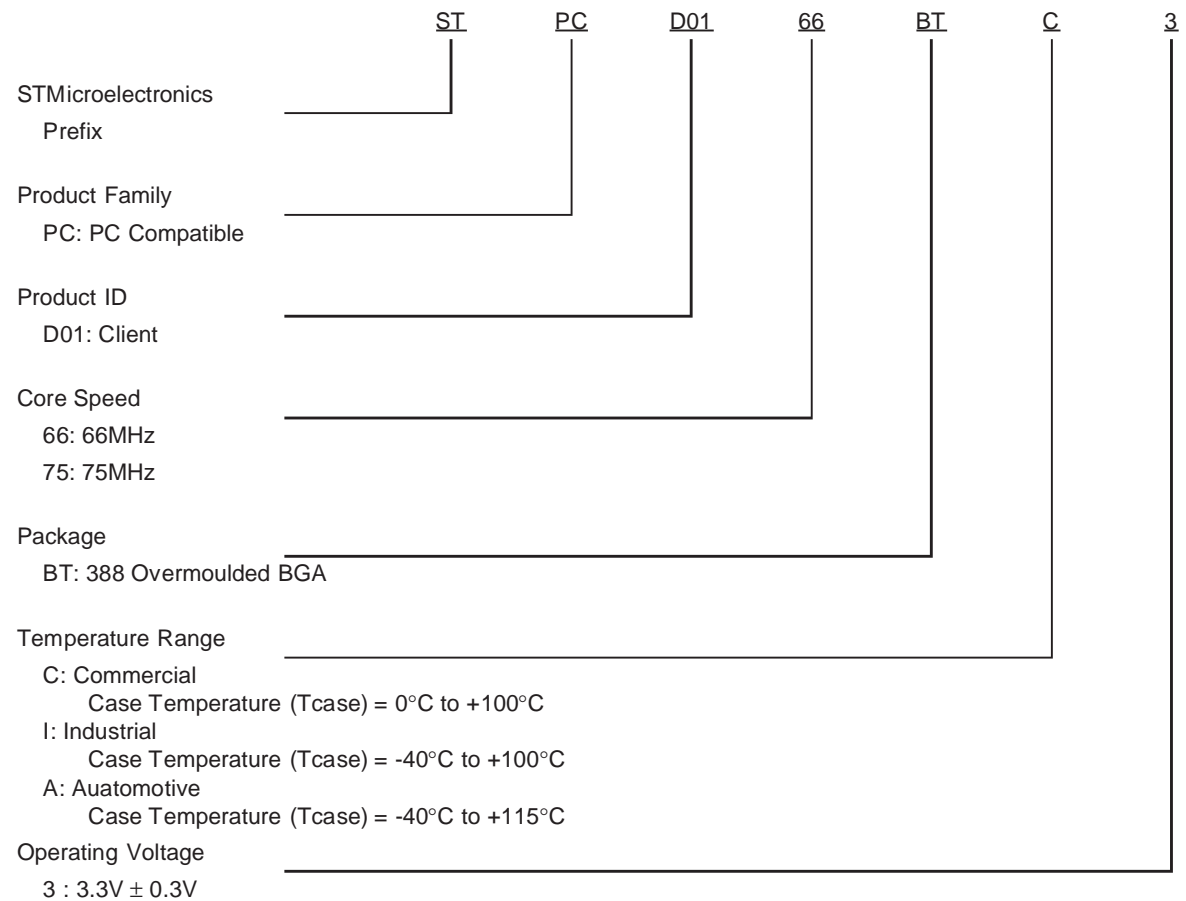 ST PC D01 66 BT C 3
STMicroelectronics
Prefix
Product Family
PC: PC Compatible
Product ID
D01: Client
Core Speed
66: 66MHz
75: 75MHz
Package
BT: 388 Overmoulded BGA
Temperature Range
C: Commercial
Case Temperature (Tcase) = 0°C to +100°C
I: Industrial
Case Temperature (Tcase) = -40°C to +100°C
A: Auatomotive
Case Temperature (Tcase) = -40°C to +115°C
Operating Voltage
3 : 3.3V ± 0.3V